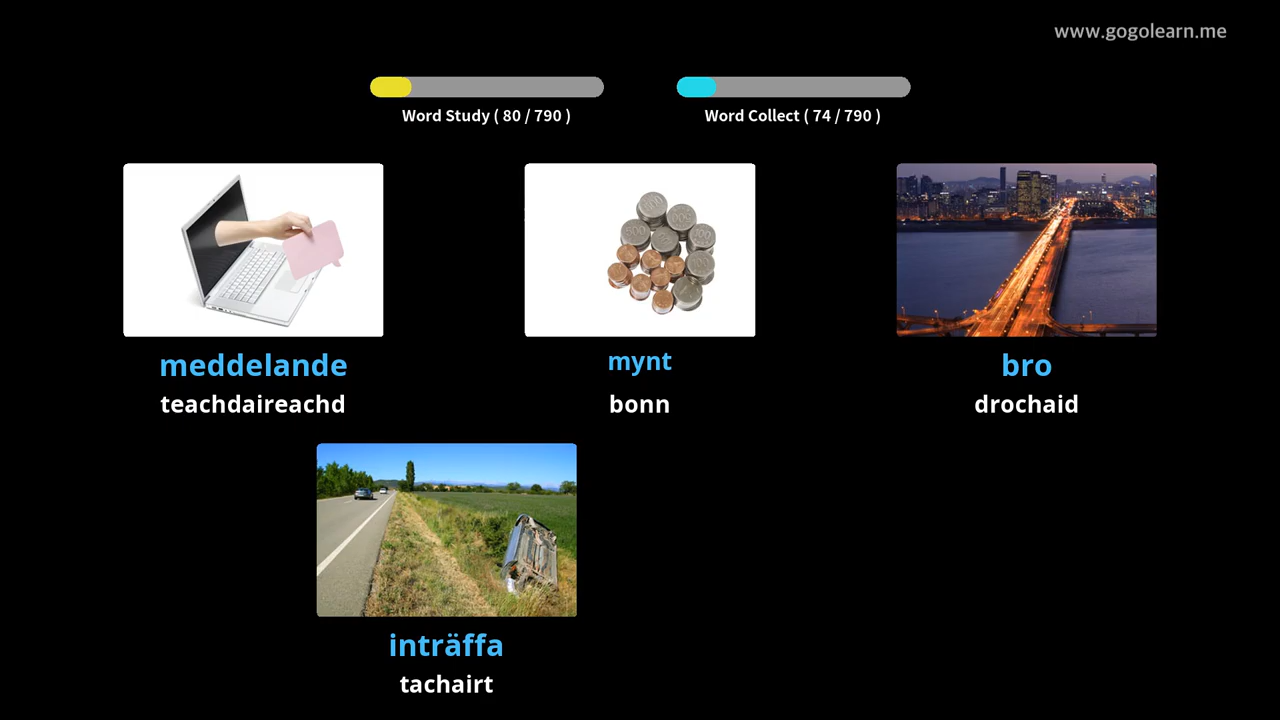 www.gogolearn.me
Word Study ( 80 / 790 )
Word Collect ( 74 / 790 )
meddelande
teachdaireachd
mynt
bonn
bro
drochaid
inträffa
tachairt